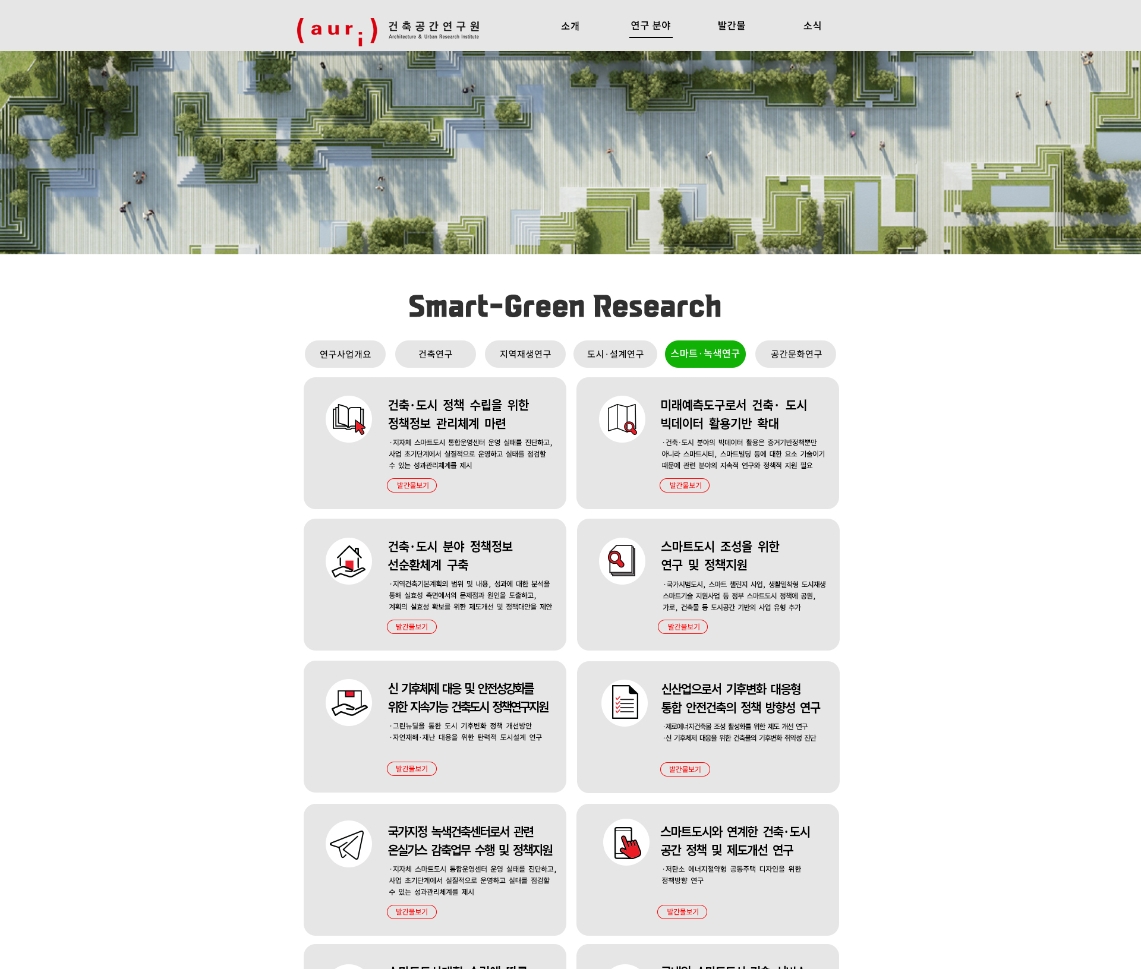 (auri)
건축공간연구원
Architecture & Urban Research Institute
소개
연구 분야
발간물
소식
Smart-Green Research
연구사업개요
건축연구
지역재생연구
도시·설계연구
스마트·녹색연구
공간문화연구
건축·도시 정책 수립을 위한
정책정보 관리체계 마련
·지자체 스마트도시 통합운영센터 운영 실태를 진단하고,
사업 초기단계에서 실질적으로 운영하고 실태를 점검할
수 있는 성과관리체계를 제시
발간물보기
미래예측도구로서 건축· 도시
빅데이터 활용기반 확대
·건축·도시 분야의 빅데이터 활용은 증거기반정책뿐만
아니라 스마트시티, 스마트빌딩 등에 대한 요소 기술이기
때문에 관련 분야의 지속적 연구와 정책적 지원 필요
발간물보기
건축·도시 분야 정책정보
선순환체계 구축
·지역건축기본계획의 범위 및 내용, 성과에 대한 분석을
통해 실효성 측면에서의 문제점과 원인을 도출하고,
계획의 실효성 확보를 위한 제도개선 및 정책대안을 제안
발간물보기
스마트도시 조성을 위한
연구 및 정책지원
·국가시범도시, 스마트 챌린지 사업, 생활밀착형 도시재생
스마트기술 지원사업 등 정부 스마트도시 정책에 공원,
가로, 건축물 등 도시공간 기반의 사업 유형 추가
발간물보기
신 기후체제 대응 및 안전성강화를
위한 지속가능 건축도시 정책연구지원
·그린뉴딜을 통한 도시 기후변화 정책 개선방안
·자연재해·재난 대응을 위한 탄력적 도시설계 연구
발간물보기
신산업으로서 기후변화 대응형
통합 안전건축의 정책 방향성 연구
·제로에너지건축물 조성 활성화를 위한 제도 개선 연구
·신 기후체제 대응을 위한 건축물의 기후변화 취약성 진단
발간물보기
국가지정 녹색건축센터로서 관련
온실가스 감축업무 수행 및 정책지원
·지자체 스마트도시 통합운영센터 운영 실태를 진단하고,
사업 초기단계에서 실질적으로 운영하고 실태를 점검할
수 있는 성과관리체계를 제시
발간물보기
스마트도시와 연계한 건축·도시
공간 정책 및 제도개선 연구
·저탄소 에너지절약형 공동주택 디자인을 위한
정책방향 연구
발간물보기